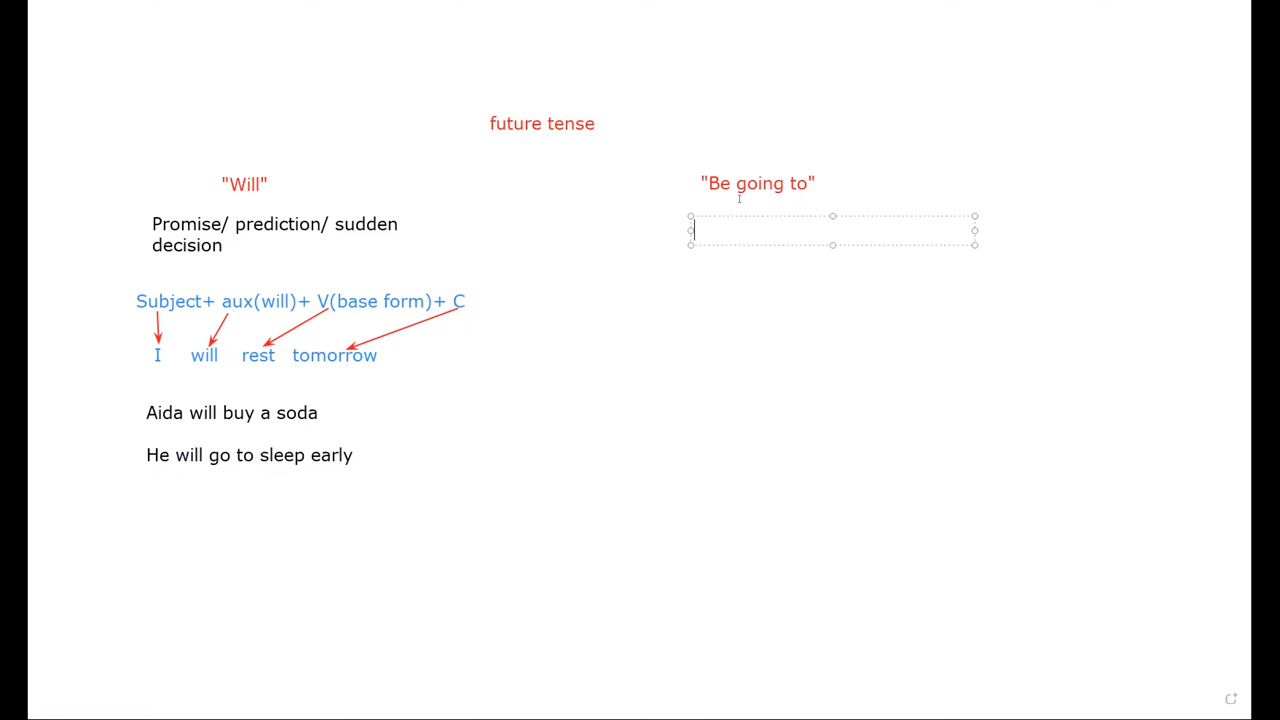 future tense
"Will"
Promise/ prediction/ sudden
decision
Subject+ aux(will)+ V(base form)+ C
I will rest tomorrow
Aida will buy a soda
He will go to sleep early
"Be going to"